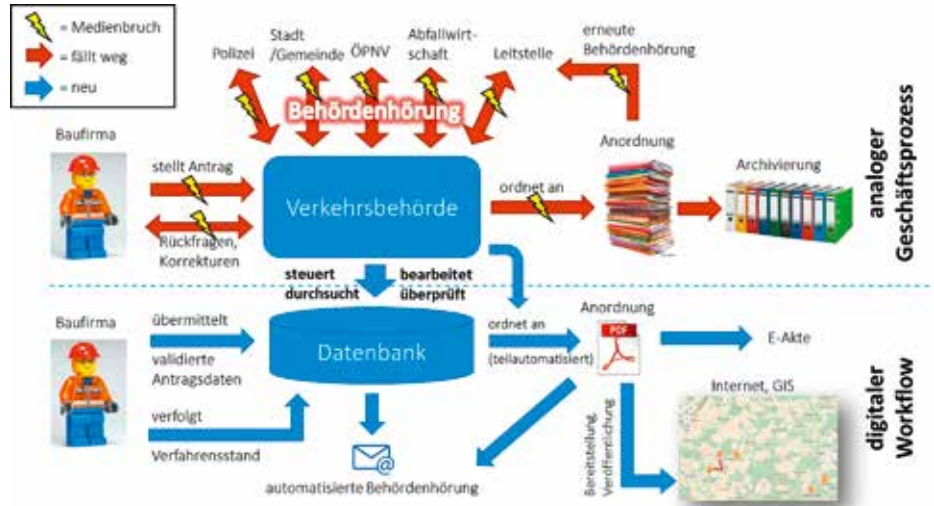 = Medienbruch
= fällt weg
= neu
Polizei
Stadt
/Gemeinde
ÖPNV
Abfallwirt-
schaft
Leitstelle
erneute
Behördenhörung
Behördenhörung
Baufirma
stellt Antrag
Rückfragen,
Korrekturen
Verkehrsbehörde
ordnet an
Anordnung
Archivierung
analoger
Geschäftsprozess
steuert
durchsucht
bearbeitet
überprüft
Baufirma
übermittelt
validierte
Antragsdaten
verfolgt
Verfahrensstand
Datenbank
ordnet an
(teilautomatisiert)
Anordnung
PDF
E-Akte
Internet, GIS
Bereitstellung,
Veröffentlichung
automatisierte Behördenhörung
digitaler
Workflow